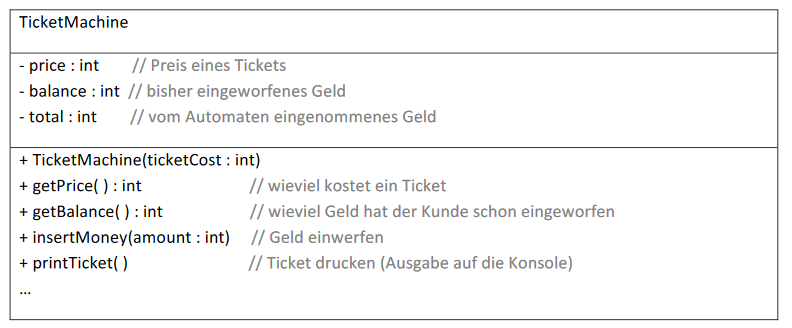 TicketMachine
- price : int // Preis eines Tickets
- balance : int // bisher eingeworfenes Geld
- total : int // vom Automaten eingenommenes Geld
+ TicketMachine(ticketCost : int)
+ getPrice( ) : int // wieviel kostet ein Ticket
+ getBalance( ) : int // wieviel Geld hat der Kunde schon eingeworfen
+ insertMoney(amount : int) // Geld einwerfen
+ printTicket( ) // Ticket drucken (Ausgabe auf die Konsole)
…